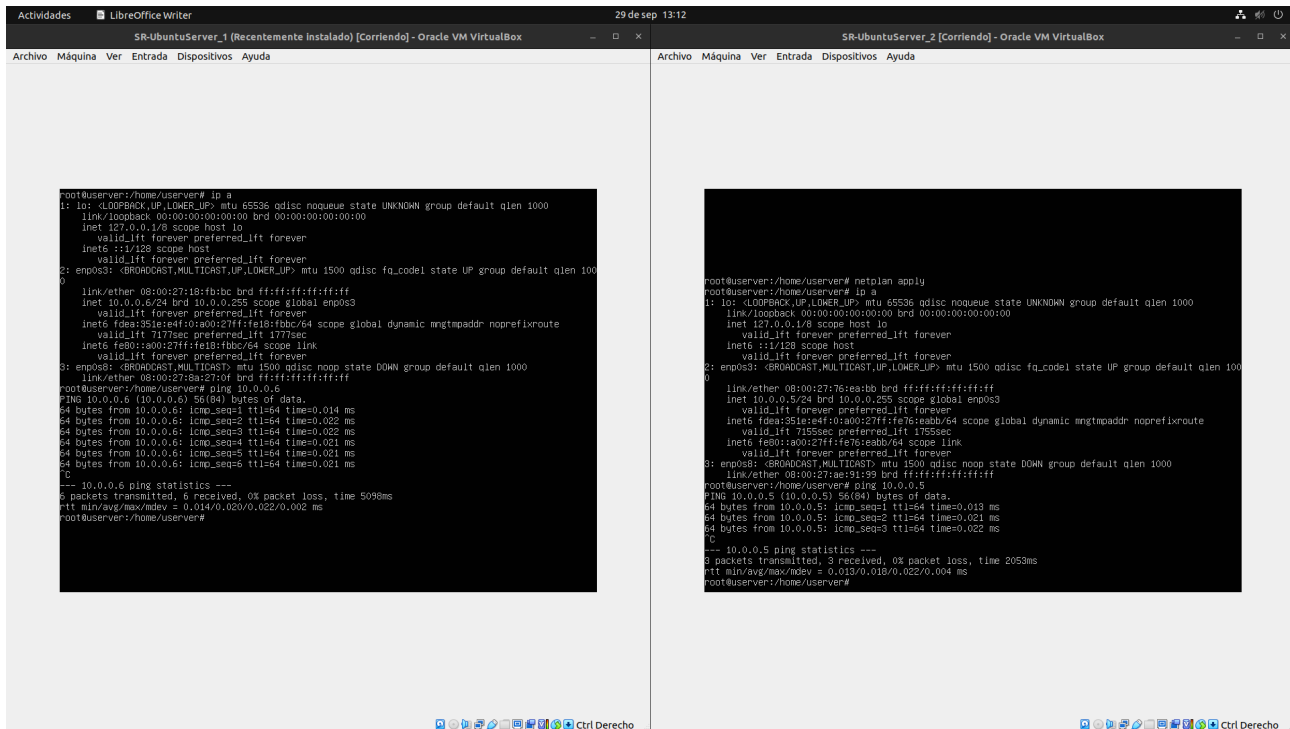 Actividades LibreOffice Writer 29 de sep 13:12
SR-UbuntuServer_1 (Recentemente instalado) [Corriendo] - Oracle VM VirtualBox
Archivo Máquina Ver Entrada Dispositivos Ayuda
root@userver:/home/userver# ip a
1: lo: <LOOPBACK,UP,LOWER_UP> mtu 65536 qdisc noqueue state UNKNOWN group default qlen 1000
link/loopback 00:00:00:00:00:00 brd 00:00:00:00:00:00
inet 127.0.0.1/8 scope host lo
valid_lft forever preferred_lft forever
inet6 ::1/128 scope host
valid_lft forever preferred_lft forever
2: enp0s3: <BROADCAST,MULTICAST,UP,LOWER_UP> mtu 1500 qdisc fq_codel state UP group default qlen 100
0
link/ether 08:00:27:18:fb:bc brd ff:ff:ff:ff:ff:ff
inet 10.0.0.6/24 brd 10.0.0.255 scope global enp0s3
valid_lft forever preferred_lft forever
inet6 fdea:351e:e4f:0:a00:27ff:fe18:fbbc/64 scope global dynamic mngtmpaddr noprefixroute
valid_lft 7177sec preferred_lft 1777sec
inet6 fe80::a00:27ff:fe18:fbbc/64 scope link
valid_lft forever preferred_lft forever
3: enp0s8: <BROADCAST,MULTICAST> mtu 1500 qdisc noop state DOWN group default qlen 1000
link/ether 08:00:27:8a:27:0f brd ff:ff:ff:ff:ff:ff
root@userver:/home/userver# ping 10.0.0.6
PING 10.0.0.6 (10.0.0.6) 56(84) bytes of data.
64 bytes from 10.0.0.6: icmp_seq=1 ttl=64 time=0.014 ms
64 bytes from 10.0.0.6: icmp_seq=2 ttl=64 time=0.022 ms
64 bytes from 10.0.0.6: icmp_seq=3 ttl=64 time=0.022 ms
64 bytes from 10.0.0.6: icmp_seq=4 ttl=64 time=0.021 ms
64 bytes from 10.0.0.6: icmp_seq=5 ttl=64 time=0.021 ms
64 bytes from 10.0.0.6: icmp_seq=6 ttl=64 time=0.021 ms
^C
--- 10.0.0.6 ping statistics ---
6 packets transmitted, 6 received, 0% packet loss, time 5098ms
rtt min/avg/max/mdev = 0.014/0.020/0.022/0.002 ms
root@userver:/home/userver#
Ctrl Derecho
SR-UbuntuServer_2 [Corriendo] - Oracle VM VirtualBox
Archivo Máquina Ver Entrada Dispositivos Ayuda
root@userver:/home/userver# netplan apply
root@userver:/home/userver# ip a
1: lo: <LOOPBACK,UP,LOWER_UP> mtu 65536 qdisc noqueue state UNKNOWN group default qlen 1000
link/loopback 00:00:00:00:00:00 brd 00:00:00:00:00:00
inet 127.0.0.1/8 scope host lo
valid_lft forever preferred_lft forever
inet6 ::1/128 scope host
valid_lft forever preferred_lft forever
2: enp0s3: <BROADCAST,MULTICAST,UP,LOWER_UP> mtu 1500 qdisc fq_codel state UP group default qlen 100
0
link/ether 08:00:27:76:ea:bb brd ff:ff:ff:ff:ff:ff
inet 10.0.0.5/24 brd 10.0.0.255 scope global enp0s3
valid_lft forever preferred_lft forever
inet6 fdea:351e:e4f:0:a00:27ff:fe76:eabb/64 scope global dynamic mngtmpaddr noprefixroute
valid_lft 7155sec preferred_lft 1755sec
inet6 fe80::a00:27ff:fe76:eabb/64 scope link
valid_lft forever preferred_lft forever
3: enp0s8: <BROADCAST,MULTICAST> mtu 1500 qdisc noop state DOWN group default qlen 1000
link/ether 08:00:27:ae:91:99 brd ff:ff:ff:ff:ff:ff
root@userver:/home/userver# ping 10.0.0.5
PING 10.0.0.5 (10.0.0.5) 56(84) bytes of data.
64 bytes from 10.0.0.5: icmp_seq=1 ttl=64 time=0.013 ms
64 bytes from 10.0.0.5: icmp_seq=2 ttl=64 time=0.021 ms
64 bytes from 10.0.0.5: icmp_seq=3 ttl=64 time=0.022 ms
^C
--- 10.0.0.5 ping statistics ---
3 packets transmitted, 3 received, 0% packet loss, time 2053ms
rtt min/avg/max/mdev = 0.013/0.018/0.022/0.004 ms
root@userver:/home/userver#
Ctrl Derecho